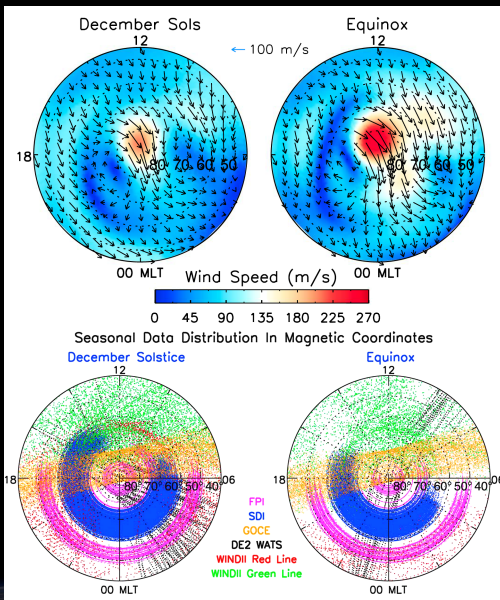 December Sols
Equinox
12
← 100 m/s
12
18
80 70 60 50
80 70 60 50
00 MLT
00 MLT
Wind Speed (m/s)
0 45 90 135 180 225 270
Seasonal Data Distribution In Magnetic Coordinates
December Solstice
Equinox
12
12
18
80° 70° 60° 50° 40°
06
18
80° 70° 60° 50° 40°
FPI
SDI
GOCE
DE2 WATS
WINDII Red Line
WINDII Green Line
00 MLT
00 MLT